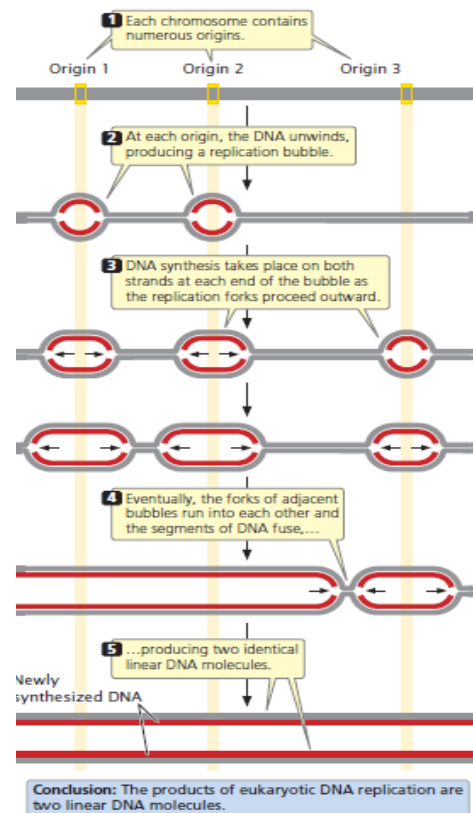 1 Each chromosome contains
numerous origins.
Origin 1 Origin 2 Origin 3
2 At each origin, the DNA unwinds,
producing a replication bubble.
3 DNA synthesis takes place on both
strands at each end of the bubble as
the replication forks proceed outward.
4 Eventually, the forks of adjacent
bubbles run into each other and
the segments of DNA fuse,...
5 ...producing two identical
linear DNA molecules.
Newly
synthesized DNA
Conclusion: The products of eukaryotic DNA replication are
two linear DNA molecules.